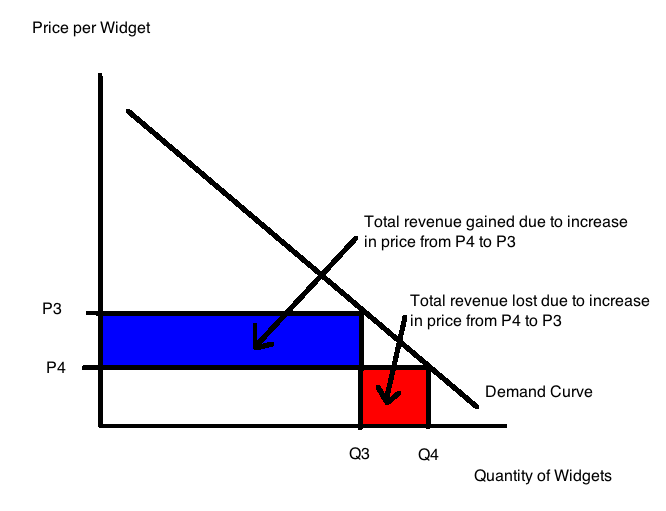 Price per Widget
Total revenue gained due to increase
in price from P4 to P3
Total revenue lost due to increase
in price from P4 to P3
P3
P4
Demand Curve
Q3
Q4
Quantity of Widgets